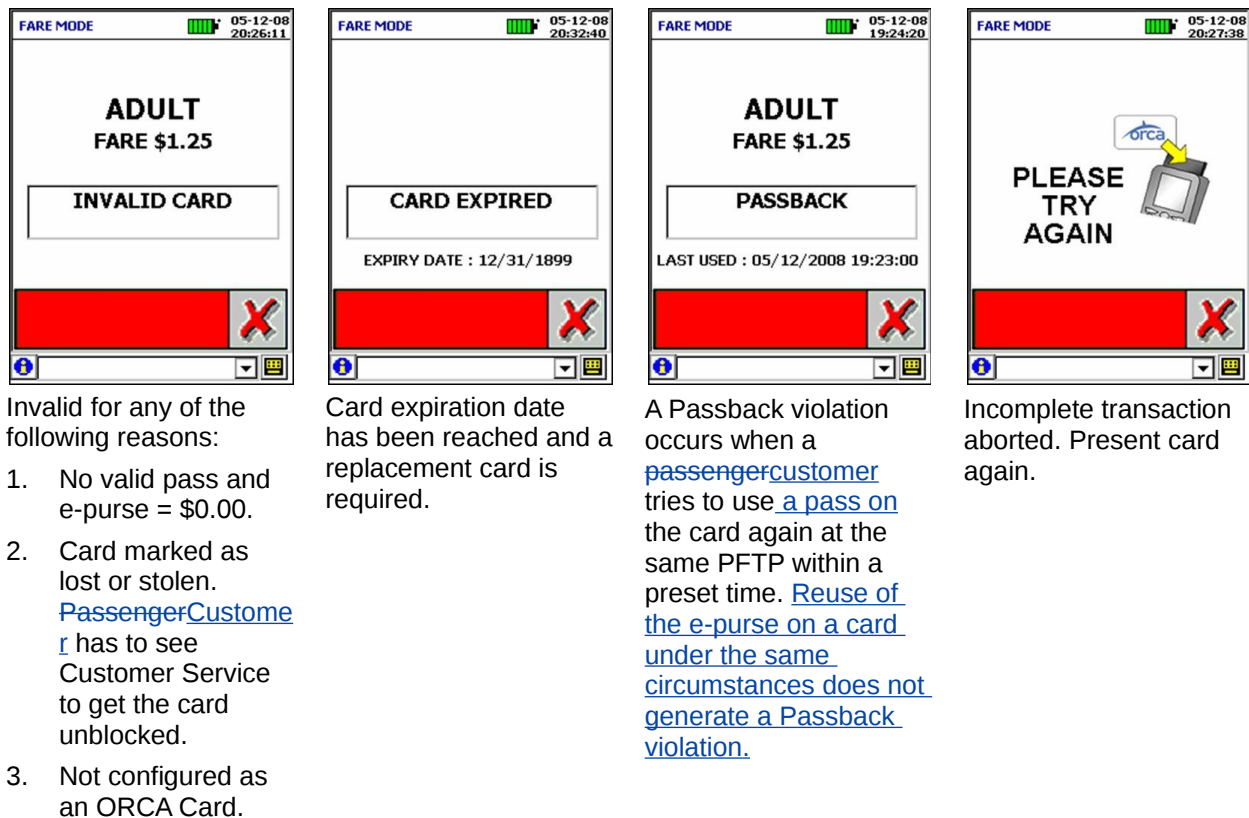 FARE MODE
05-12-08
20:26:11
ADULT
FARE $1.25
INVALID CARD
Invalid for any of the
following reasons:
1. No valid pass and
e-purse = $0.00.
2. Card marked as
lost or stolen.
PassengerCustome
r has to see
Customer Service
to get the card
unblocked.
3. Not configured as
an ORCA Card.
FARE MODE
05-12-08
20:32:40
CARD EXPIRED
EXPIRY DATE : 12/31/1899
Card expiration date
has been reached and a
replacement card is
required.
FARE MODE
05-12-08
19:24:20
ADULT
FARE $1.25
PASSBACK
LAST USED : 05/12/2008 19:23:00
A Passback violation
occurs when a
passengercustomer
tries to use a pass on
the card again at the
same PFTP within a
preset time. Reuse of
the e-purse on a card
under the same
circumstances does not
generate a Passback
violation.
FARE MODE
05-12-08
20:27:38
orca
PLEASE
TRY
AGAIN
Incomplete transaction
aborted. Present card
again.